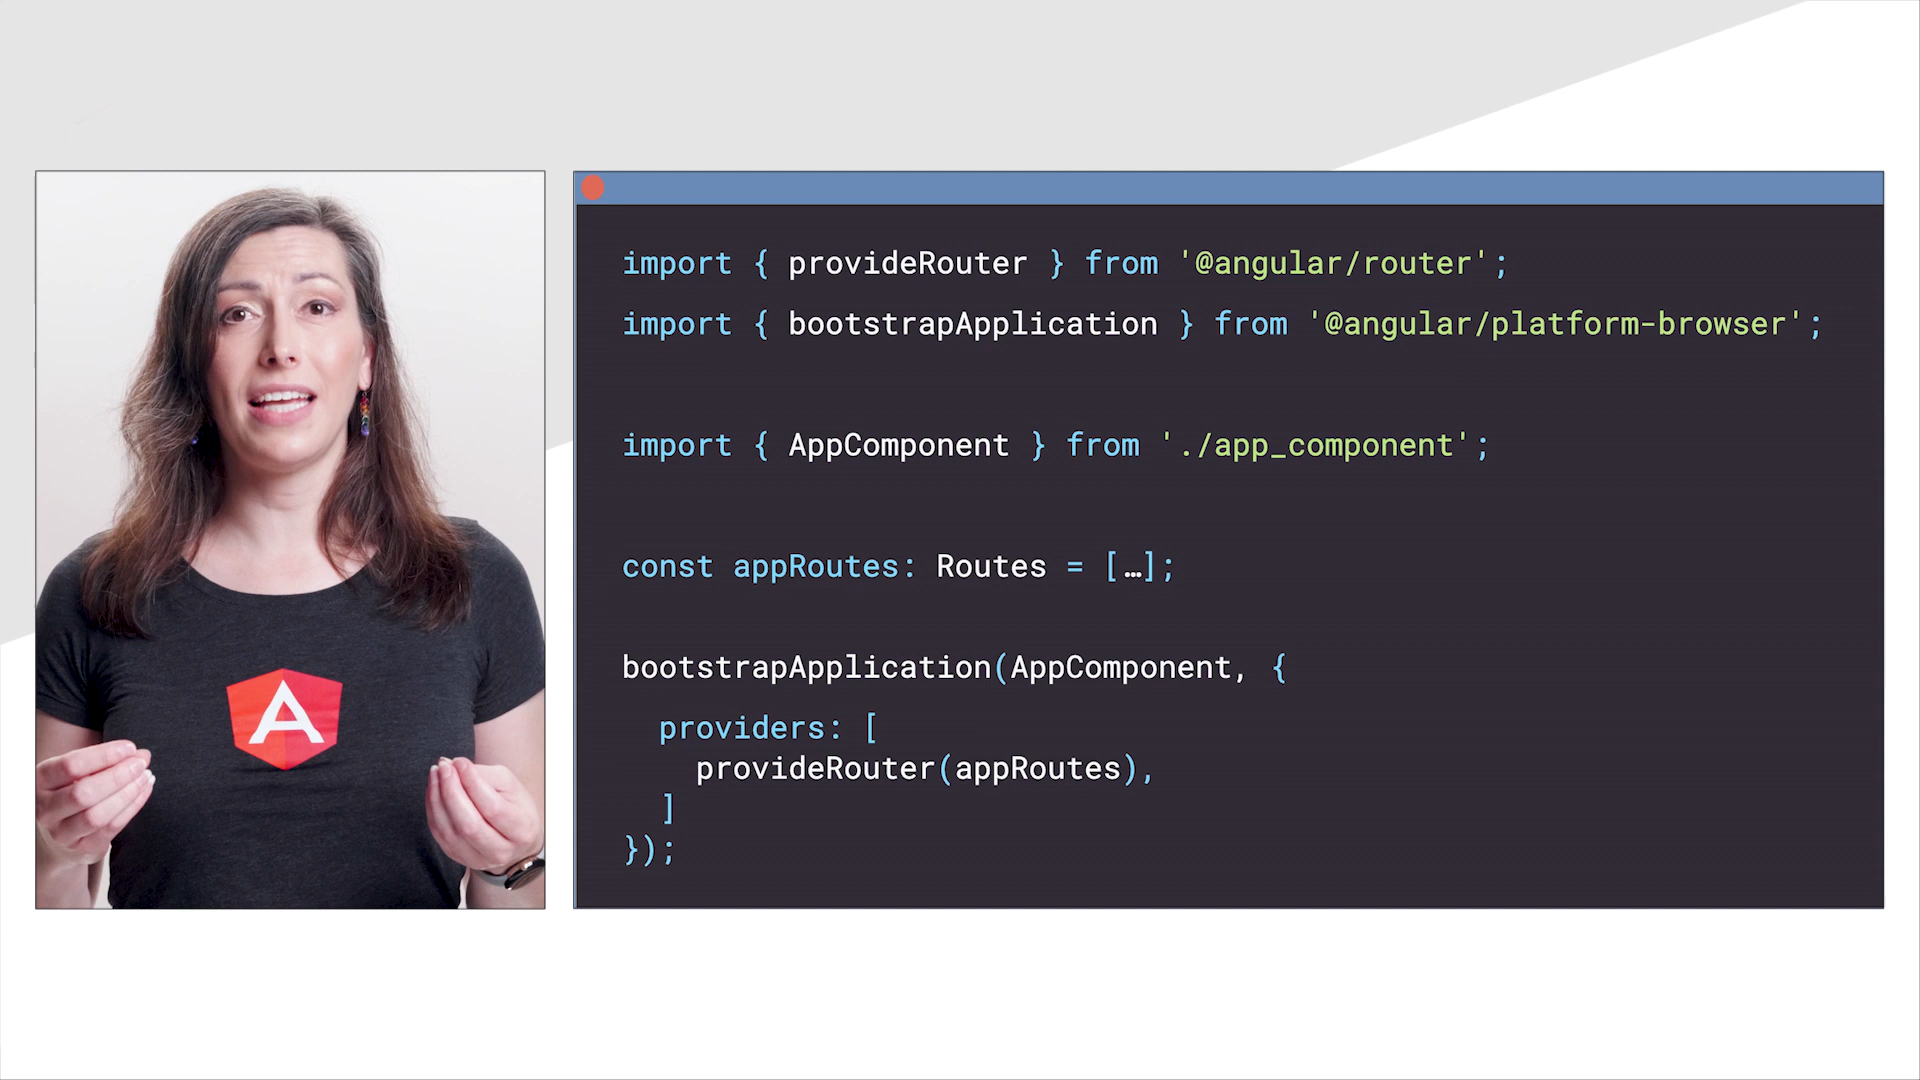 A
import { provideRouter } from '@angular/router';
import { bootstrapApplication } from '@angular/platform-browser';
import { AppComponent } from './app_component';
const appRoutes: Routes = […];
bootstrapApplication(AppComponent, {
providers: [
provideRouter(appRoutes),
]
});